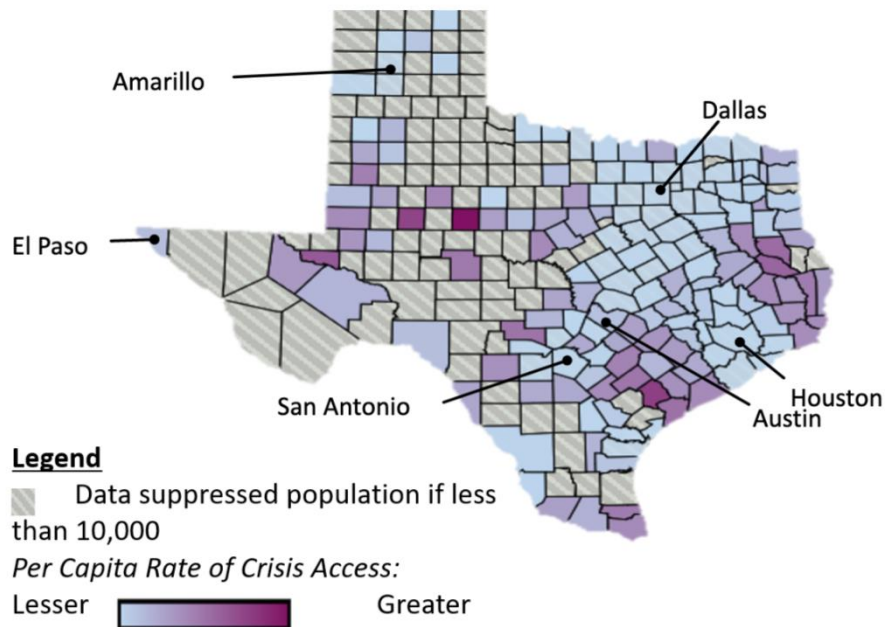 Amarillo
Dallas
El Paso
San Antonio
Houston
Austin
Legend
Data suppressed population if less
than 10,000
Per Capita Rate of Crisis Access:
Lesser Greater